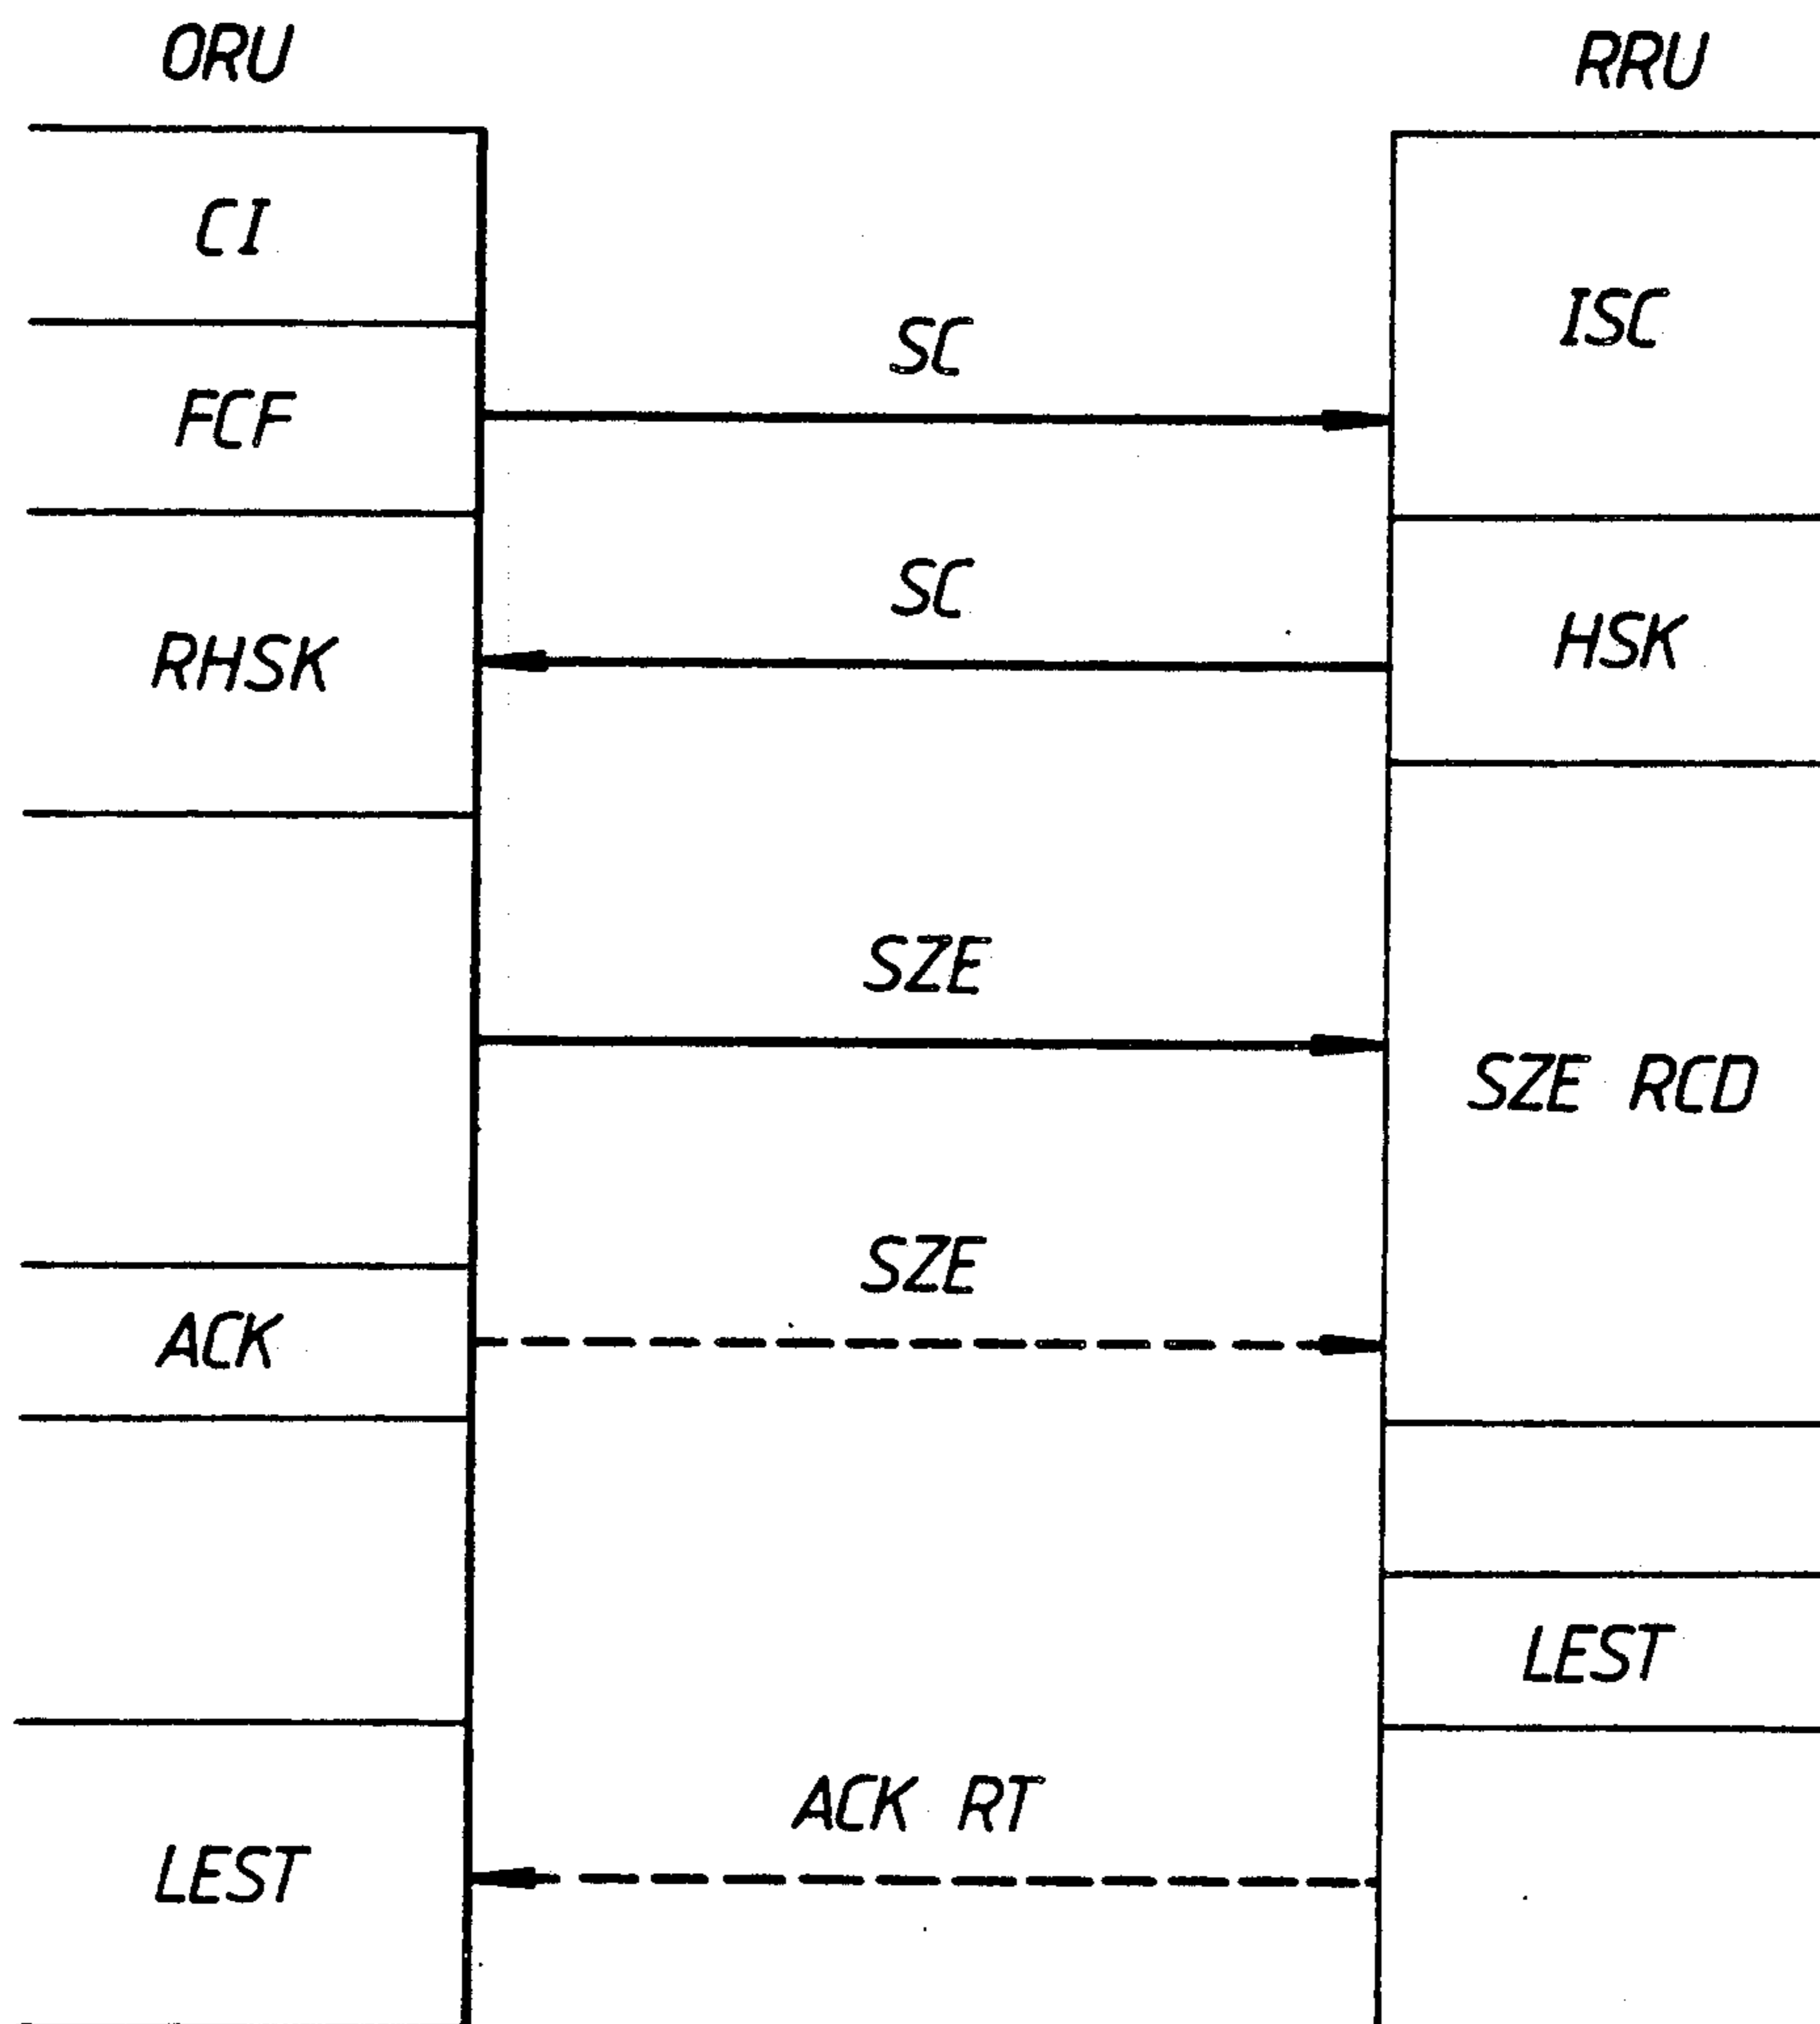 ORU
RRU
CI
ISC
SC
FCF
SC
HSK
RHSK
SZE
SZE RCD
SZE
ACK
LEST
ACK RT
LEST